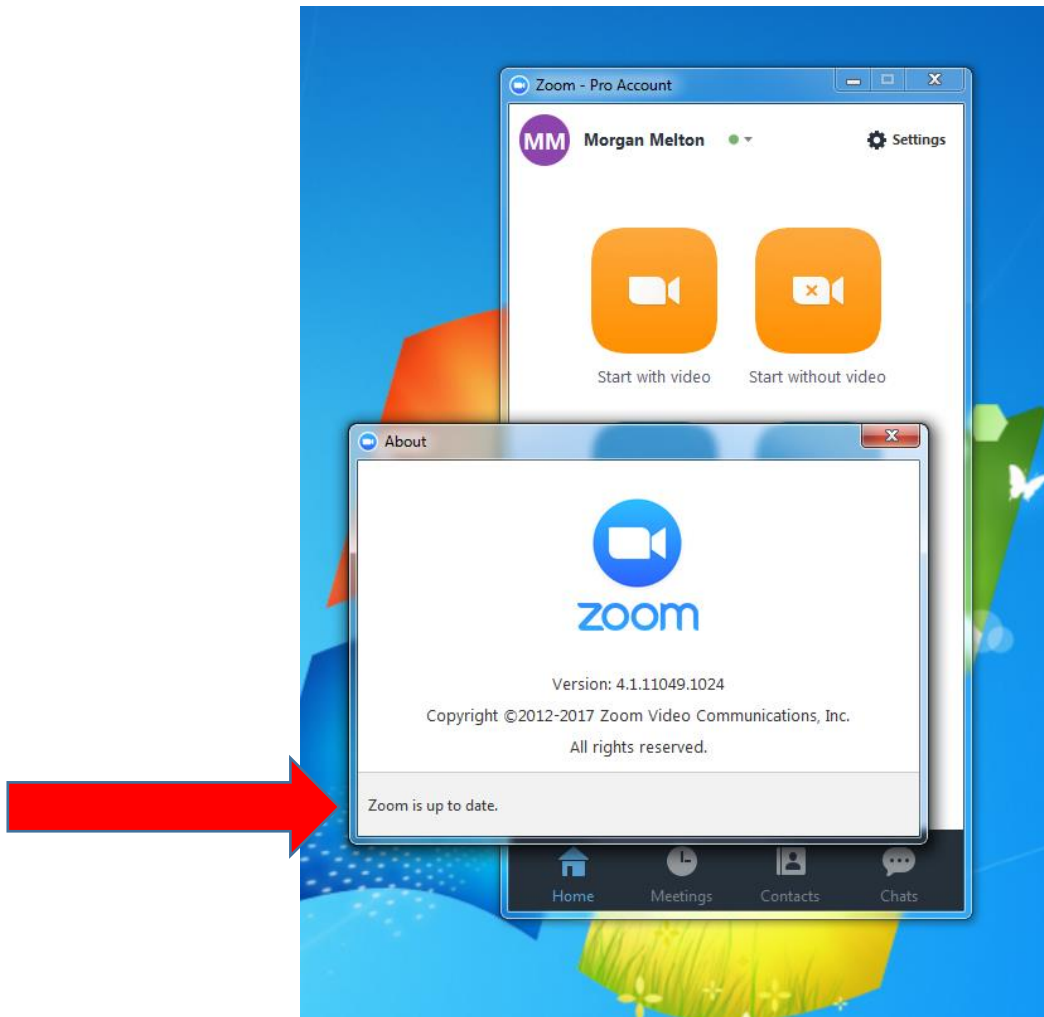 Zoom - Pro Account
MM Morgan Melton Settings
Start with video Start without video
About
zoom
Version: 4.1.11049.1024
Copyright ©2012-2017 Zoom Video Communications, Inc.
All rights reserved.
Zoom is up to date.
Home Meetings Contacts Chats